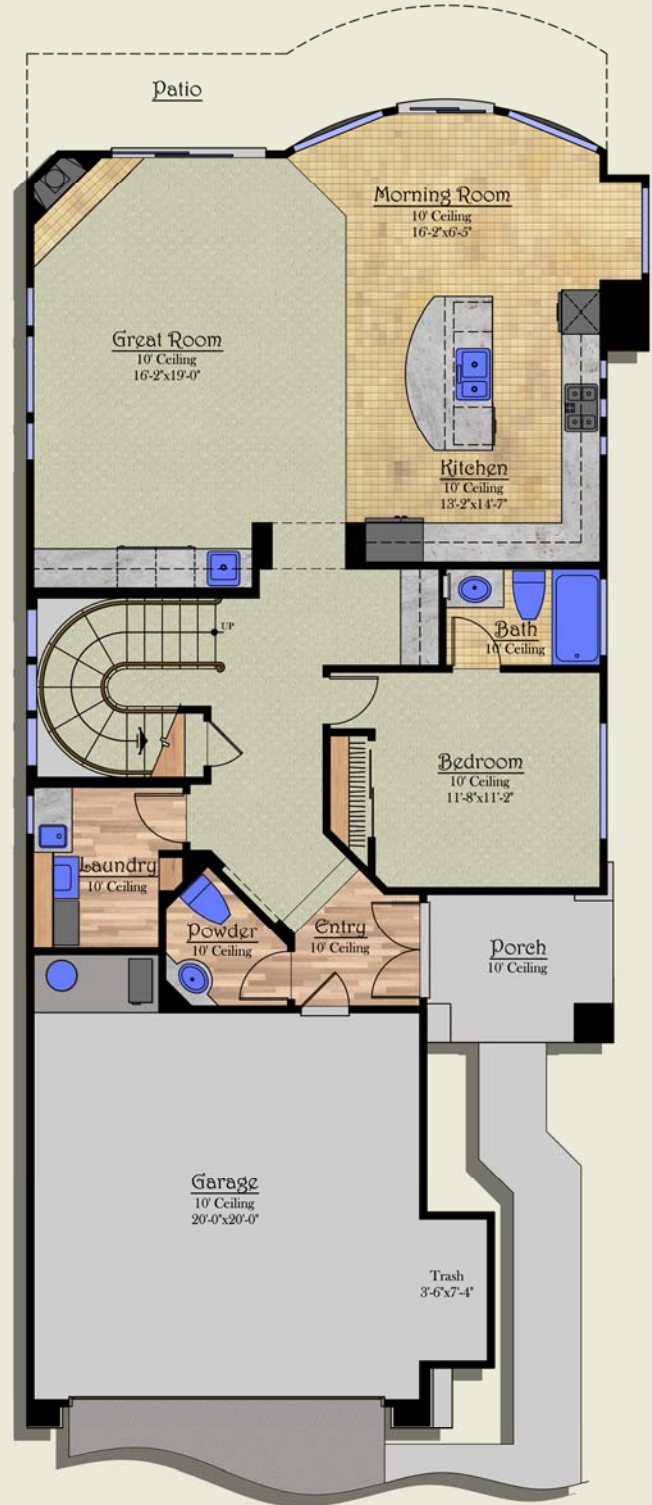 Patio
Morning Room
10' Ceiling
16'-2"x6'-5"
Great Room
10' Ceiling
16'-2"x19'-0"
Kitchen
10' Ceiling
13'-2"x14'-7"
UP
Bath
10' Ceiling
Bedroom
10' Ceiling
11'-8"x11'-2"
Laundry
10' Ceiling
Powder
10' Ceiling
Entry
10' Ceiling
Porch
10' Ceiling
Garage
10' Ceiling
20'-0"x20'-0"
Trash
3'-6"x7'-4"